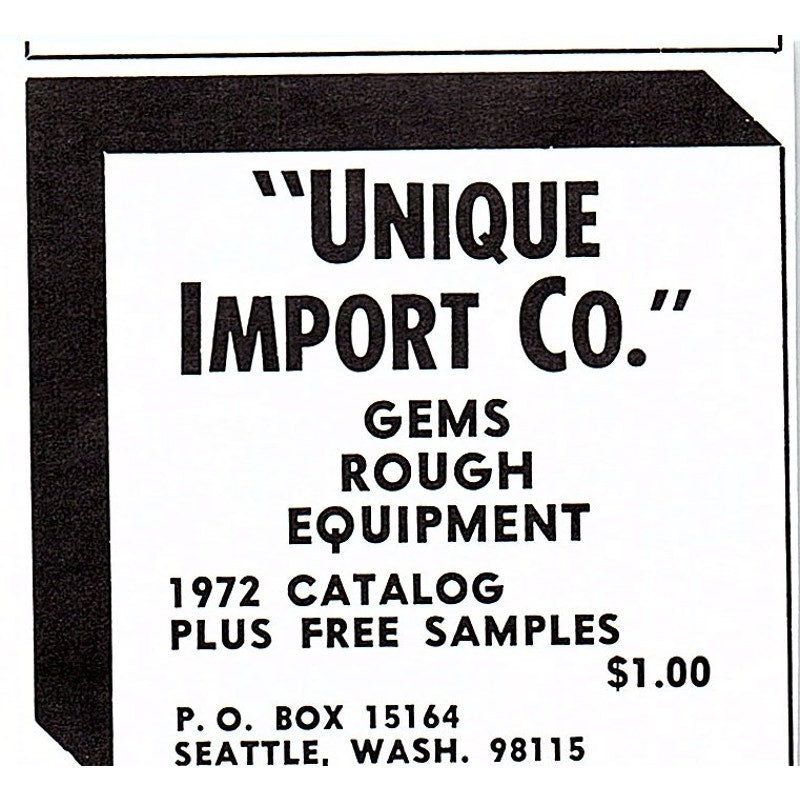 "UNIQUE
IMPORT CO."
GEMS
ROUGH
EQUIPMENT
1972 CATALOG
PLUS FREE SAMPLES
$1.00
P. O. BOX 15164
SEATTLE, WASH. 98115